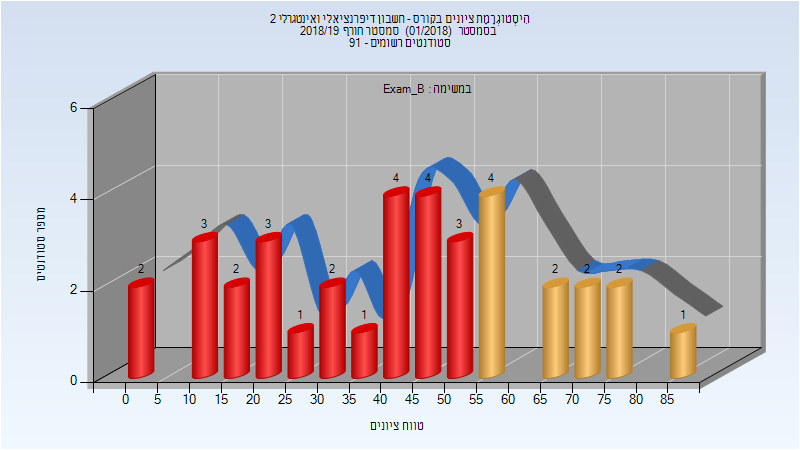 היסטוגרמת ציונים בקורס - חשבון דיפרנציאלי ואינטגרלי 2
בסמסטר (01/2018) סמסטר חורף 2018/19
סטודנטים רשומים - 91
במשימה : Exam_B
מספר סטודנטים
6
4
2
0
2 3 2 3 1 2 1 4 4 3 4 2 2 2 1
0 5 10 15 20 25 30 35 40 45 50 55 60 65 70 75 80 85
טווח ציונים